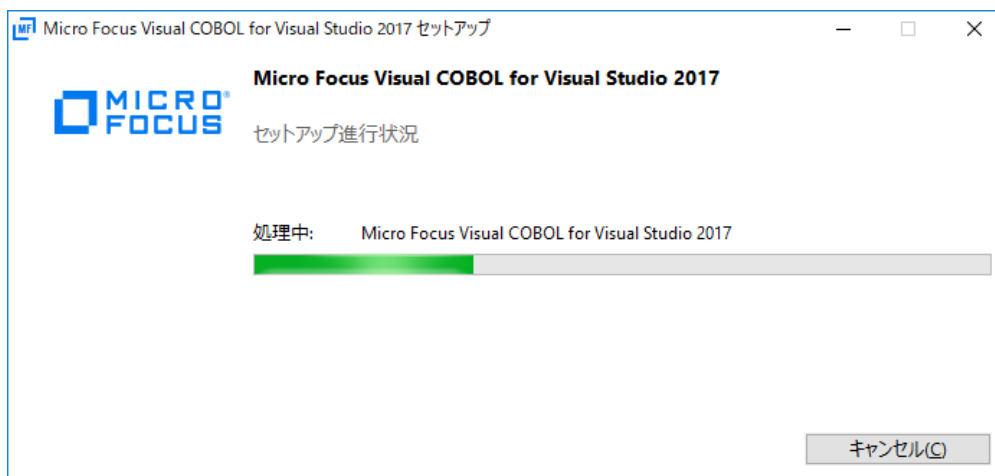 MF Micro Focus Visual COBOL for Visual Studio 2017 セットアップ
MICRO®
FOCUS
Micro Focus Visual COBOL for Visual Studio 2017
セットアップ進行状況
処理中: Micro Focus Visual COBOL for Visual Studio 2017
キャンセル(C)